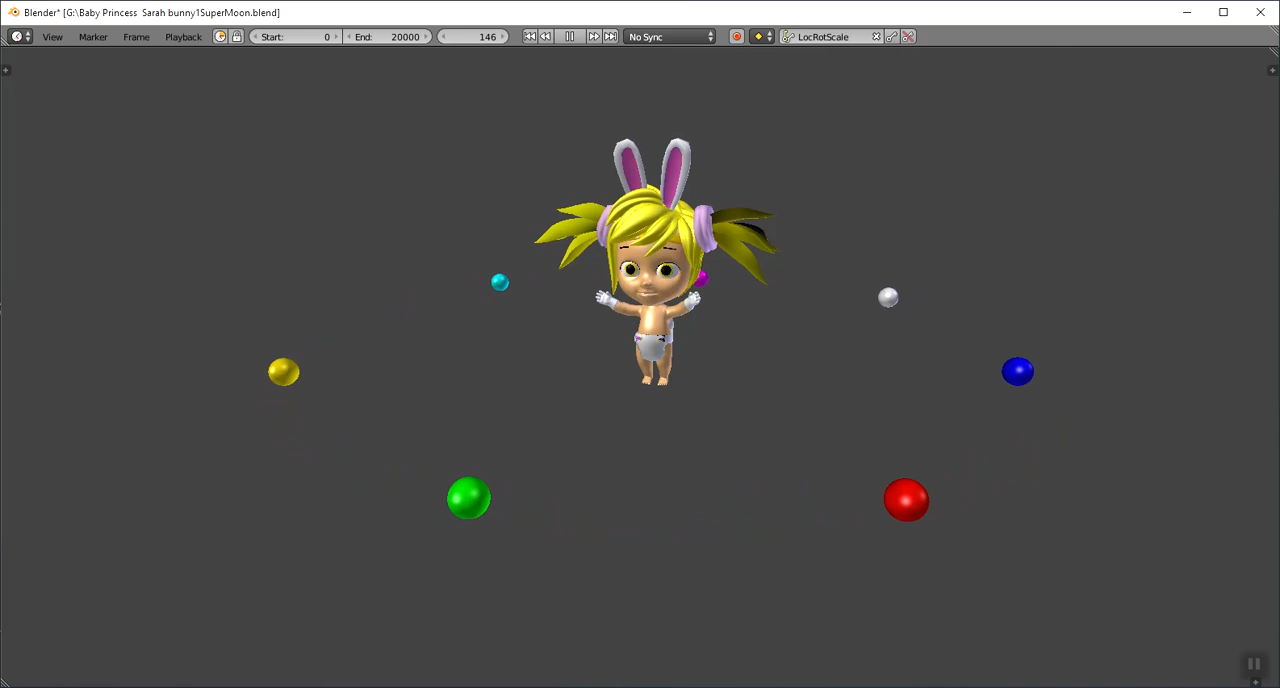 Blender* [G:\Baby Princess  Sarah bunny1SuperMoon.blend]
View Marker Frame Playback Start: 0 End: 20000 146 No Sync LocRotScale